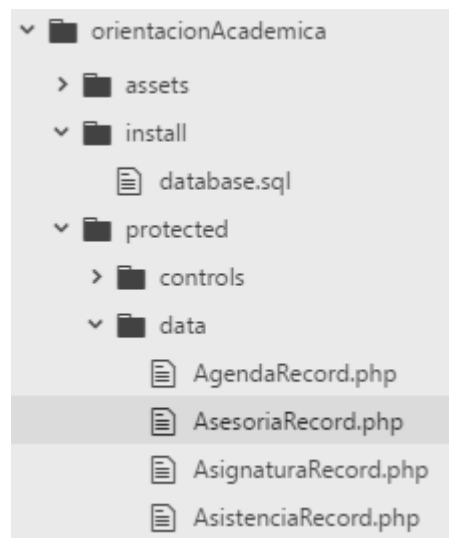 orientacionAcademica
assets
install
database.sql
protected
controls
data
AgendaRecord.php
AsesoriaRecord.php
AsignaturaRecord.php
AsistenciaRecord.php